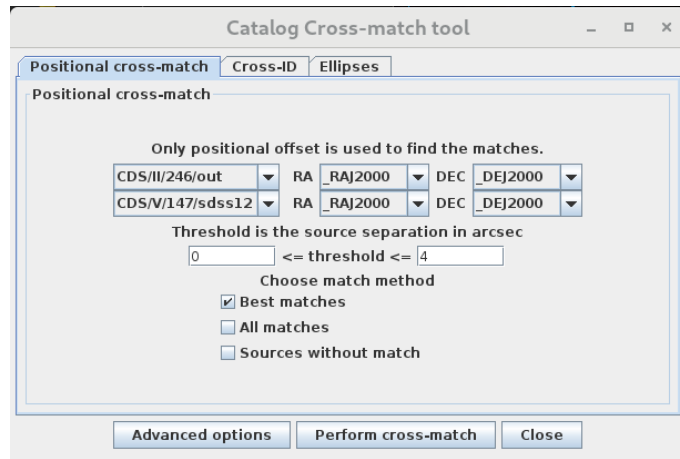 Catalog Cross-match tool
Positional cross-match Cross-ID Ellipses
Positional cross-match
Only positional offset is used to find the matches.
CDS/II/246/out RA _RAJ2000 DEC _DEJ2000
CDS/V/147/sdss12 RA _RAJ2000 DEC _DEJ2000
Threshold is the source separation in arcsec
0 <= threshold <= 4
Choose match method
Best matches
All matches
Sources without match
Advanced options Perform cross-match Close